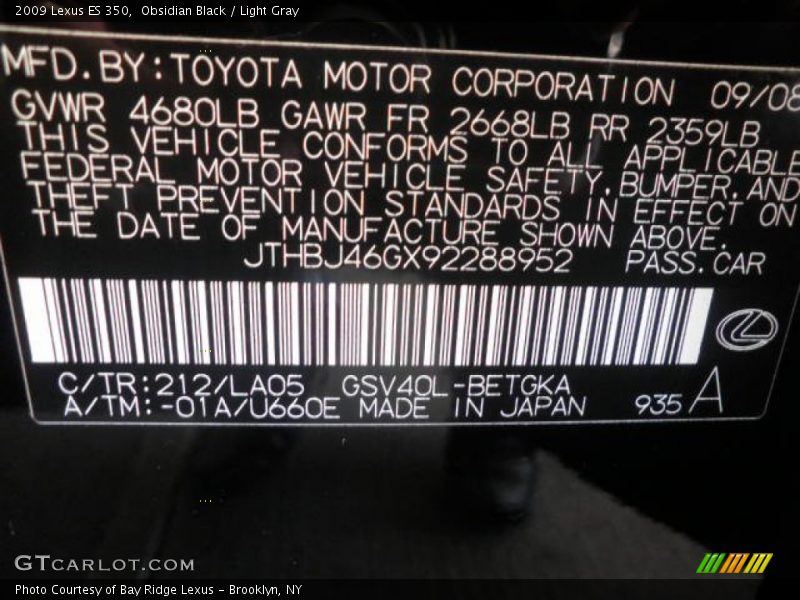 2009 Lexus ES 350, Obsidian Black / Light Gray
MFD.BY:TOYOTA MOTOR CORPORATION 09/08
GVWR 4680LB GAWR FR 2668LB RR 2359LB
THIS VEHICLE CONFORMS TO ALL APPLICABLE
FEDERAL MOTOR VEHICLE SAFETY,BUMPER,AND
THEFT PREVENTION STANDARDS IN EFFECT ON
THE DATE OF MANUFACTURE SHOWN ABOVE.
JTHBJ46GX92288952 PASS.CAR
C/TR:212/LA05 GSV40L-BETGKA
A/TM:-01A/U660E MADE IN JAPAN 935 A
GTCARLOT.COM
Photo Courtesy of Bay Ridge Lexus - Brooklyn, NY